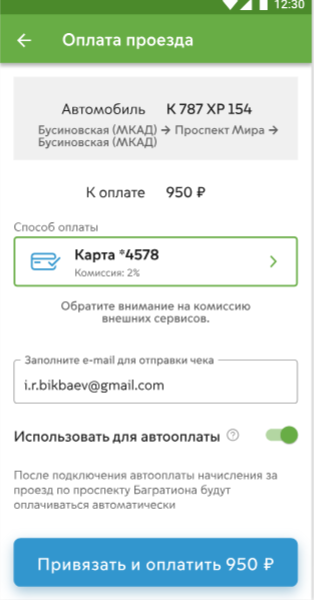 12:30
Оплата проезда
Автомобиль К 787 ХР 154
Бусиновская (МКАД) → Проспект Мира →
Бусиновская (МКАД)
К оплате 950 ₽
Способ оплаты
Карта *4578
Комиссия: 2%
Обратите внимание на комиссию
внешних сервисов.
Заполните e-mail для отправки чека
i.r.bikbaev@gmail.com
Использовать для автооплаты ?
После подключения автооплаты начисления за
проезд по проспекту Багратиона будут
оплачиваться автоматически
Привязать и оплатить 950 ₽